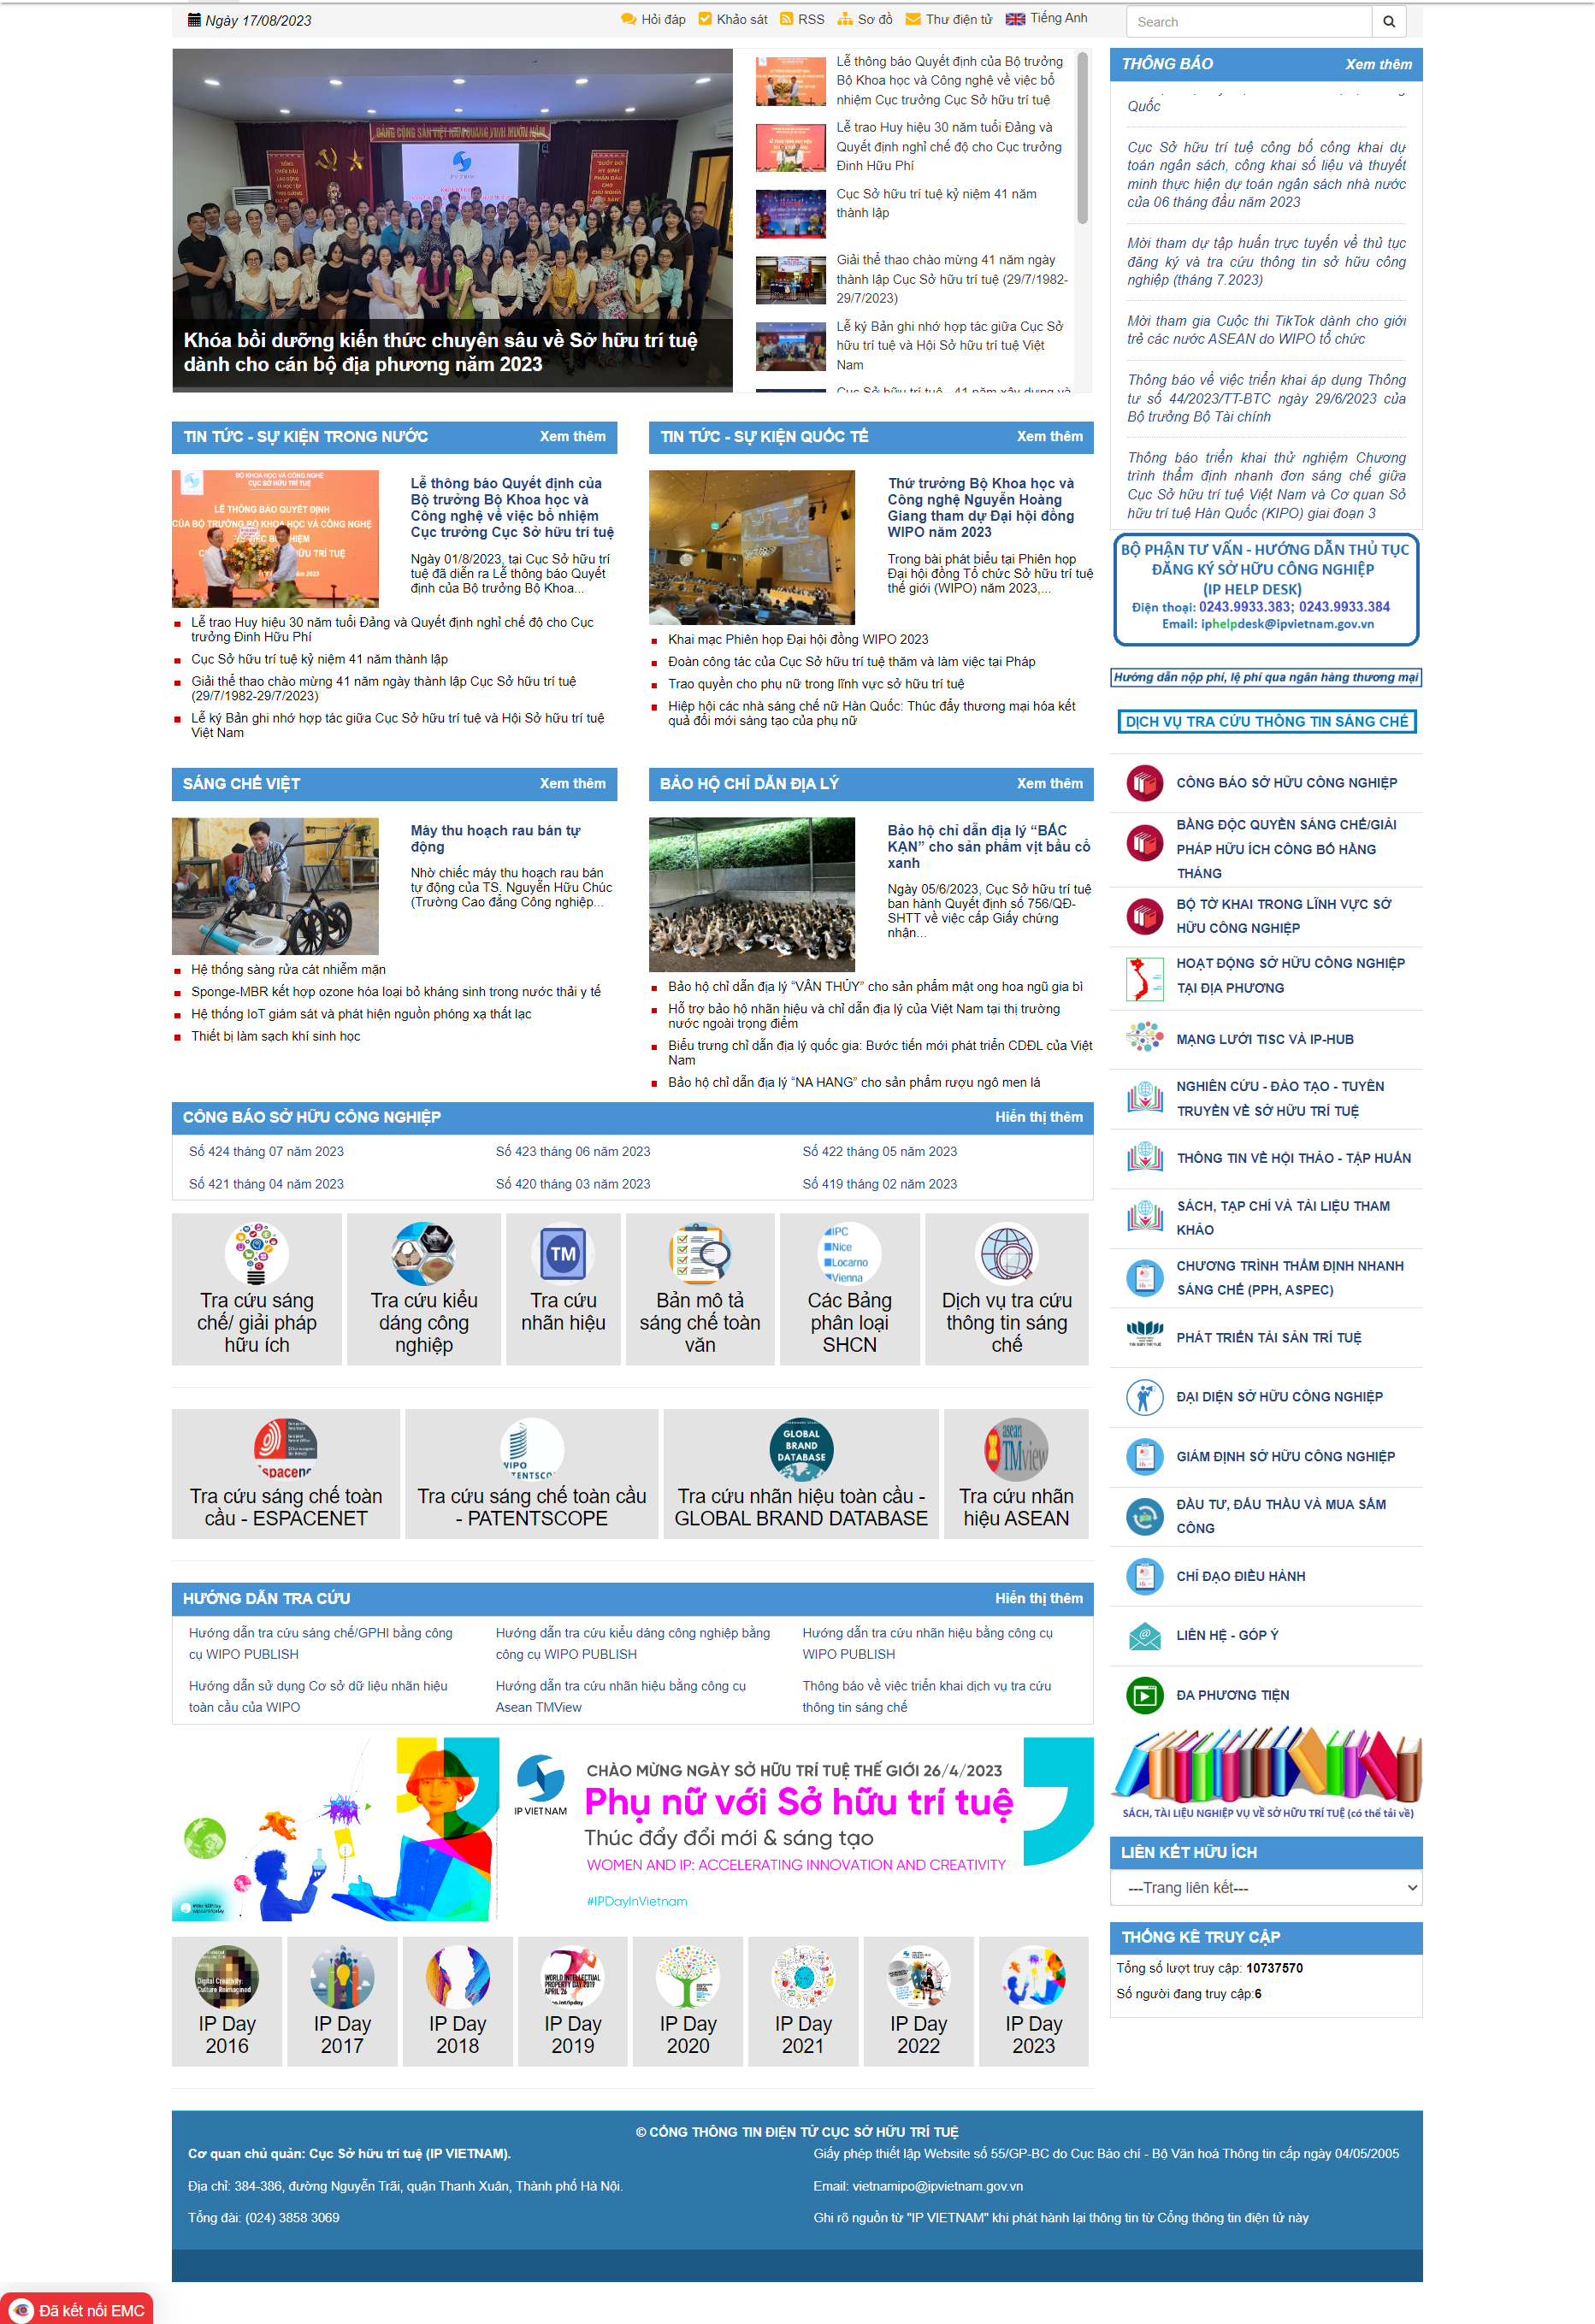 Ngày 17/08/2023
Hỏi đáp
Khảo sát
RSS
Sơ đồ
Thư điện tử
Tiếng Anh
Search
ĐẢNG CỘNG SẢN VIỆT NAM QUANG VINH MUÔN NĂM
Khóa bồi dưỡng kiến thức chuyên sâu về Sở hữu trí tuệ
dành cho cán bộ địa phương năm 2023
Lễ thông báo Quyết định của Bộ trưởng
Bộ Khoa học và Công nghệ về việc bổ
nhiệm Cục trưởng Cục Sở hữu trí tuệ
Lễ trao Huy hiệu 30 năm tuổi Đảng và
Quyết định nghỉ chế độ cho Cục trưởng
Đinh Hữu Phí
Cục Sở hữu trí tuệ kỷ niệm 41 năm
thành lập
Giải thể thao chào mừng 41 năm ngày
thành lập Cục Sở hữu trí tuệ (29/7/1982-
29/7/2023)
Lễ ký Bản ghi nhớ hợp tác giữa Cục Sở
hữu trí tuệ và Hội Sở hữu trí tuệ Việt
Nam
Cục Sở hữu trí tuệ - 41 năm xây dựng và
THÔNG BÁO
Xem thêm
Quốc
Cục Sở hữu trí tuệ công bố công khai dự
toán ngân sách, công khai số liệu và thuyết
minh thực hiện dự toán ngân sách nhà nước
của 06 tháng đầu năm 2023
Mời tham dự tập huấn trực tuyến về thủ tục
đăng ký và tra cứu thông tin sở hữu công
nghiệp (tháng 7.2023)
Mời tham gia Cuộc thi TikTok dành cho giới
trẻ các nước ASEAN do WIPO tổ chức
Thông báo về việc triển khai áp dụng Thông
tư số 44/2023/TT-BTC ngày 29/6/2023 của
Bộ trưởng Bộ Tài chính
Thông báo triển khai thử nghiệm Chương
trình thẩm định nhanh đơn sáng chế giữa
Cục Sở hữu trí tuệ Việt Nam và Cơ quan Sở
hữu trí tuệ Hàn Quốc (KIPO) giai đoạn 3
TIN TỨC - SỰ KIỆN TRONG NƯỚC
Xem thêm
BỘ KHOA HỌC VÀ CÔNG NGHỆ
CỤC SỞ HỮU TRÍ TUỆ
LỄ THÔNG BÁO QUYẾT ĐỊNH
CỦA BỘ TRƯỞNG BỘ KHOA HỌC VÀ CÔNG NGHỆ
Lễ thông báo Quyết định của
Bộ trưởng Bộ Khoa học và
Công nghệ về việc bổ nhiệm
Cục trưởng Cục Sở hữu trí tuệ
Ngày 01/8/2023, tại Cục Sở hữu trí
tuệ đã diễn ra Lễ thông báo Quyết
định của Bộ trưởng Bộ Khoa...
Lễ trao Huy hiệu 30 năm tuổi Đảng và Quyết định nghỉ chế độ cho Cục
trưởng Đinh Hữu Phí
Cục Sở hữu trí tuệ kỷ niệm 41 năm thành lập
Giải thể thao chào mừng 41 năm ngày thành lập Cục Sở hữu trí tuệ
(29/7/1982-29/7/2023)
Lễ ký Bản ghi nhớ hợp tác giữa Cục Sở hữu trí tuệ và Hội Sở hữu trí tuệ
Việt Nam
TIN TỨC - SỰ KIỆN QUỐC TẾ
Xem thêm
Thứ trưởng Bộ Khoa học và
Công nghệ Nguyễn Hoàng
Giang tham dự Đại hội đồng
WIPO năm 2023
Trong bài phát biểu tại Phiên họp
Đại hội đồng Tổ chức Sở hữu trí tuệ
thế giới (WIPO) năm 2023,...
Khai mạc Phiên họp Đại hội đồng WIPO 2023
Đoàn công tác của Cục Sở hữu trí tuệ thăm và làm việc tại Pháp
Trao quyền cho phụ nữ trong lĩnh vực sở hữu trí tuệ
Hiệp hội các nhà sáng chế nữ Hàn Quốc: Thúc đẩy thương mại hóa kết
quả đổi mới sáng tạo của phụ nữ
BỘ PHẬN TƯ VẤN - HƯỚNG DẪN THỦ TỤC
ĐĂNG KÝ SỞ HỮU CÔNG NGHIỆP
(IP HELP DESK)
Điện thoại: 0243.9933.383; 0243.9933.384
Email: iphelpdesk@ipvietnam.gov.vn
Hướng dẫn nộp phí, lệ phí qua ngân hàng thương mại
DỊCH VỤ TRA CỨU THÔNG TIN SÁNG CHẾ
SÁNG CHẾ VIỆT
Xem thêm
Máy thu hoạch rau bán tự
động
Nhờ chiếc máy thu hoạch rau bán
tự động của TS. Nguyễn Hữu Chúc
(Trường Cao đẳng Công nghiệp...
Hệ thống sàng rửa cát nhiễm mặn
Sponge-MBR kết hợp ozone hóa loại bỏ kháng sinh trong nước thải y tế
Hệ thống IoT giám sát và phát hiện nguồn phóng xạ thất lạc
Thiết bị làm sạch khí sinh học
BẢO HỘ CHỈ DẪN ĐỊA LÝ
Xem thêm
Bảo hộ chỉ dẫn địa lý “BẮC
KẠN” cho sản phẩm vịt bầu cổ
xanh
Ngày 05/6/2023, Cục Sở hữu trí tuệ
ban hành Quyết định số 756/QĐ-
SHTT về việc cấp Giấy chứng
nhận...
Bảo hộ chỉ dẫn địa lý “VÂN THỦY” cho sản phẩm mật ong hoa ngũ gia bì
Hỗ trợ bảo hộ nhãn hiệu và chỉ dẫn địa lý của Việt Nam tại thị trường
nước ngoài trọng điểm
Biểu trưng chỉ dẫn địa lý quốc gia: Bước tiến mới phát triển CDĐL của Việt
Nam
Bảo hộ chỉ dẫn địa lý “NA HANG” cho sản phẩm rượu ngô men lá
CÔNG BÁO SỞ HỮU CÔNG NGHIỆP
BẰNG ĐỘC QUYỀN SÁNG CHẾ/GIẢI
PHÁP HỮU ÍCH CÔNG BỐ HÀNG
THÁNG
BỘ TỜ KHAI TRONG LĨNH VỰC SỞ
HỮU CÔNG NGHIỆP
HOẠT ĐỘNG SỞ HỮU CÔNG NGHIỆP
TẠI ĐỊA PHƯƠNG
MẠNG LƯỚI TISC VÀ IP-HUB
NGHIÊN CỨU - ĐÀO TẠO - TUYÊN
TRUYỀN VỀ SỞ HỮU TRÍ TUỆ
THÔNG TIN VỀ HỘI THẢO - TẬP HUẤN
SÁCH, TẠP CHÍ VÀ TÀI LIỆU THAM
KHẢO
CHƯƠNG TRÌNH THẨM ĐỊNH NHANH
SÁNG CHẾ (PPH, ASPEC)
PHÁT TRIỂN TÀI SẢN TRÍ TUỆ
ĐẠI DIỆN SỞ HỮU CÔNG NGHIỆP
GIÁM ĐỊNH SỞ HỮU CÔNG NGHIỆP
ĐẦU TƯ, ĐẤU THẦU VÀ MUA SẮM
CÔNG
CHỈ ĐẠO ĐIỀU HÀNH
LIÊN HỆ - GÓP Ý
ĐA PHƯƠNG TIỆN
SÁCH, TÀI LIỆU NGHIỆP VỤ VỀ SỞ HỮU TRÍ TUỆ (có thể tải về)
CÔNG BÁO SỞ HỮU CÔNG NGHIỆP
Hiển thị thêm
Số 424 tháng 07 năm 2023
Số 423 tháng 06 năm 2023
Số 422 tháng 05 năm 2023
Số 421 tháng 04 năm 2023
Số 420 tháng 03 năm 2023
Số 419 tháng 02 năm 2023
Tra cứu sáng
chế/ giải pháp
hữu ích
Tra cứu kiểu
dáng công
nghiệp
TM
Tra cứu
nhãn hiệu
Bản mô tả
sáng chế toàn
văn
IPC
Nice
Locarno
Vienna
Các Bảng
phân loại
SHCN
Dịch vụ tra cứu
thông tin sáng
chế
Espacenet
Tra cứu sáng chế toàn
cầu - ESPACENET
WIPO
PATENTSCOPE
Tra cứu sáng chế toàn cầu
- PATENTSCOPE
GLOBAL
BRAND
DATABASE
Tra cứu nhãn hiệu toàn cầu -
GLOBAL BRAND DATABASE
asean
TMview
Tra cứu nhãn
hiệu ASEAN
HƯỚNG DẪN TRA CỨU
Hiển thị thêm
Hướng dẫn tra cứu sáng chế/GPHI bằng công
cụ WIPO PUBLISH
Hướng dẫn tra cứu kiểu dáng công nghiệp bằng
công cụ WIPO PUBLISH
Hướng dẫn tra cứu nhãn hiệu bằng công cụ
WIPO PUBLISH
Hướng dẫn sử dụng Cơ sở dữ liệu nhãn hiệu
toàn cầu của WIPO
Hướng dẫn tra cứu nhãn hiệu bằng công cụ
Asean TMView
Thông báo về việc triển khai dịch vụ tra cứu
thông tin sáng chế
IP VIET NAM
CHÀO MỪNG NGÀY SỞ HỮU TRÍ TUỆ THẾ GIỚI 26/4/2023
Phụ nữ với Sở hữu trí tuệ
Thúc đẩy đổi mới & sáng tạo
WOMEN AND IP: ACCELERATING INNOVATION AND CREATIVITY
#IPDayInVietnam
LIÊN KẾT HỮU ÍCH
---Trang liên kết---
THỐNG KÊ TRUY CẬP
Tổng số lượt truy cập: 10737570
Số người đang truy cập:6
Digital Creativity:
Culture Reimagined
IP Day
2016
IP Day
2017
IP Day
2018
WORLD INTELLECTUAL
PROPERTY DAY 2019
APRIL 26
IP Day
2019
IP Day
2020
IP Day
2021
IP Day
2022
IP Day
2023
© CỔNG THÔNG TIN ĐIỆN TỬ CỤC SỞ HỮU TRÍ TUỆ
Cơ quan chủ quản: Cục Sở hữu trí tuệ (IP VIETNAM).
Giấy phép thiết lập Website số 55/GP-BC do Cục Báo chí - Bộ Văn hoá Thông tin cấp ngày 04/05/2005
Địa chỉ: 384-386, đường Nguyễn Trãi, quận Thanh Xuân, Thành phố Hà Nội.
Email: vietnamipo@ipvietnam.gov.vn
Tổng đài: (024) 3858 3069
Ghi rõ nguồn từ "IP VIETNAM" khi phát hành lại thông tin từ Cổng thông tin điện tử này
Đã kết nối EMC